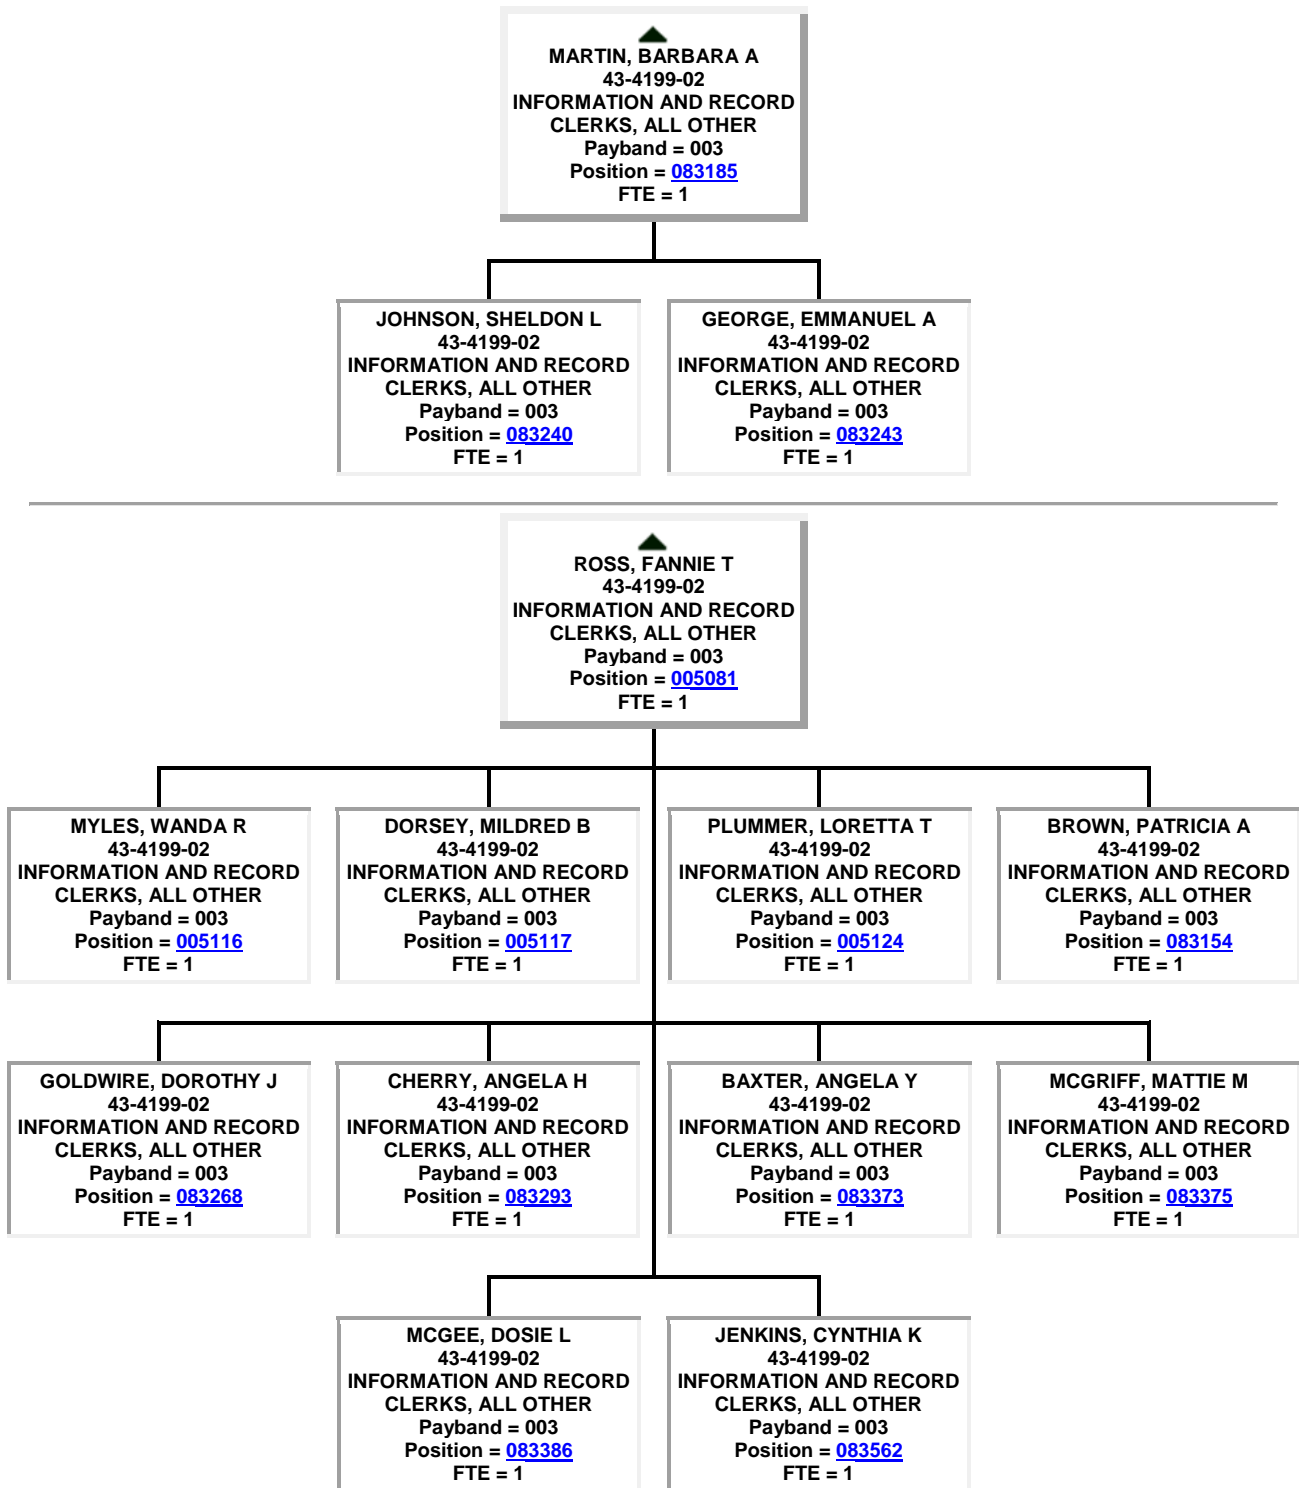 MARTIN, BARBARA A
43-4199-02
INFORMATION AND RECORD
CLERKS, ALL OTHER
Payband = 003
Position = 083185
FTE = 1
JOHNSON, SHELDON L
43-4199-02
INFORMATION AND RECORD
CLERKS, ALL OTHER
Payband = 003
Position = 083240
FTE = 1
GEORGE, EMMANUEL A
43-4199-02
INFORMATION AND RECORD
CLERKS, ALL OTHER
Payband = 003
Position = 083243
FTE = 1
ROSS, FANNIE T
43-4199-02
INFORMATION AND RECORD
CLERKS, ALL OTHER
Payband = 003
Position = 005081
FTE = 1
MYLES, WANDA R
43-4199-02
INFORMATION AND RECORD
CLERKS, ALL OTHER
Payband = 003
Position = 005116
FTE = 1
DORSEY, MILDRED B
43-4199-02
INFORMATION AND RECORD
CLERKS, ALL OTHER
Payband = 003
Position = 005117
FTE = 1
PLUMMER, LORETTA T
43-4199-02
INFORMATION AND RECORD
CLERKS, ALL OTHER
Payband = 003
Position = 005124
FTE = 1
BROWN, PATRICIA A
43-4199-02
INFORMATION AND RECORD
CLERKS, ALL OTHER
Payband = 003
Position = 083154
FTE = 1
GOLDWIRE, DOROTHY J
43-4199-02
INFORMATION AND RECORD
CLERKS, ALL OTHER
Payband = 003
Position = 083268
FTE = 1
CHERRY, ANGELA H
43-4199-02
INFORMATION AND RECORD
CLERKS, ALL OTHER
Payband = 003
Position = 083293
FTE = 1
BAXTER, ANGELA Y
43-4199-02
INFORMATION AND RECORD
CLERKS, ALL OTHER
Payband = 003
Position = 083373
FTE = 1
MCGRIFF, MATTIE M
43-4199-02
INFORMATION AND RECORD
CLERKS, ALL OTHER
Payband = 003
Position = 083375
FTE = 1
MCGEE, DOSIE L
43-4199-02
INFORMATION AND RECORD
CLERKS, ALL OTHER
Payband = 003
Position = 083386
FTE = 1
JENKINS, CYNTHIA K
43-4199-02
INFORMATION AND RECORD
CLERKS, ALL OTHER
Payband = 003
Position = 083562
FTE = 1